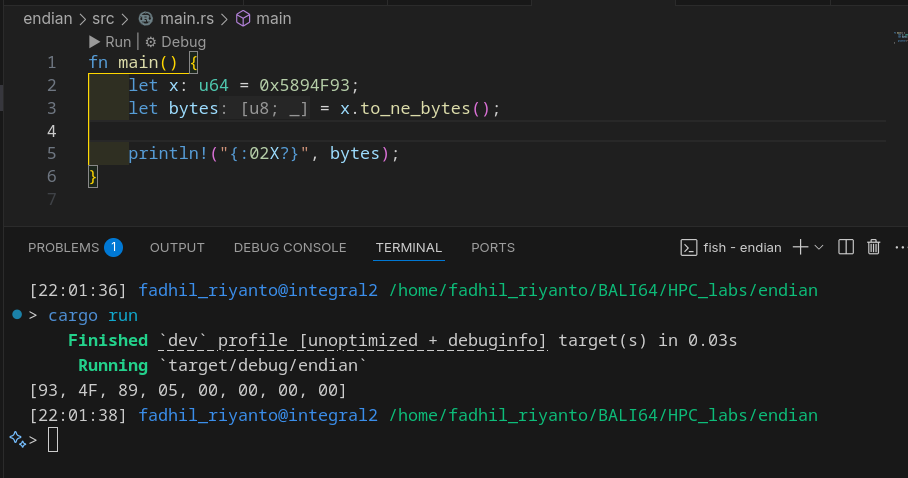 endian > src > main.rs > main
Run | Debug
1 fn main() {
2 let x: u64 = 0x5894F93;
3 let bytes: [u8; _] = x.to_ne_bytes();
4
5 println!("{:02X?}", bytes);
6 }
7
PROBLEMS 1 OUTPUT DEBUG CONSOLE TERMINAL PORTS fish - endian
[22:01:36] fadhil_riyanto@integral2 /home/fadhil_riyanto/BALI64/HPC_labs/endian
> cargo run
Finished `dev` profile [unoptimized + debuginfo] target(s) in 0.03s
Running `target/debug/endian`
[93, 4F, 89, 05, 00, 00, 00, 00]
[22:01:38] fadhil_riyanto@integral2 /home/fadhil_riyanto/BALI64/HPC_labs/endian
>